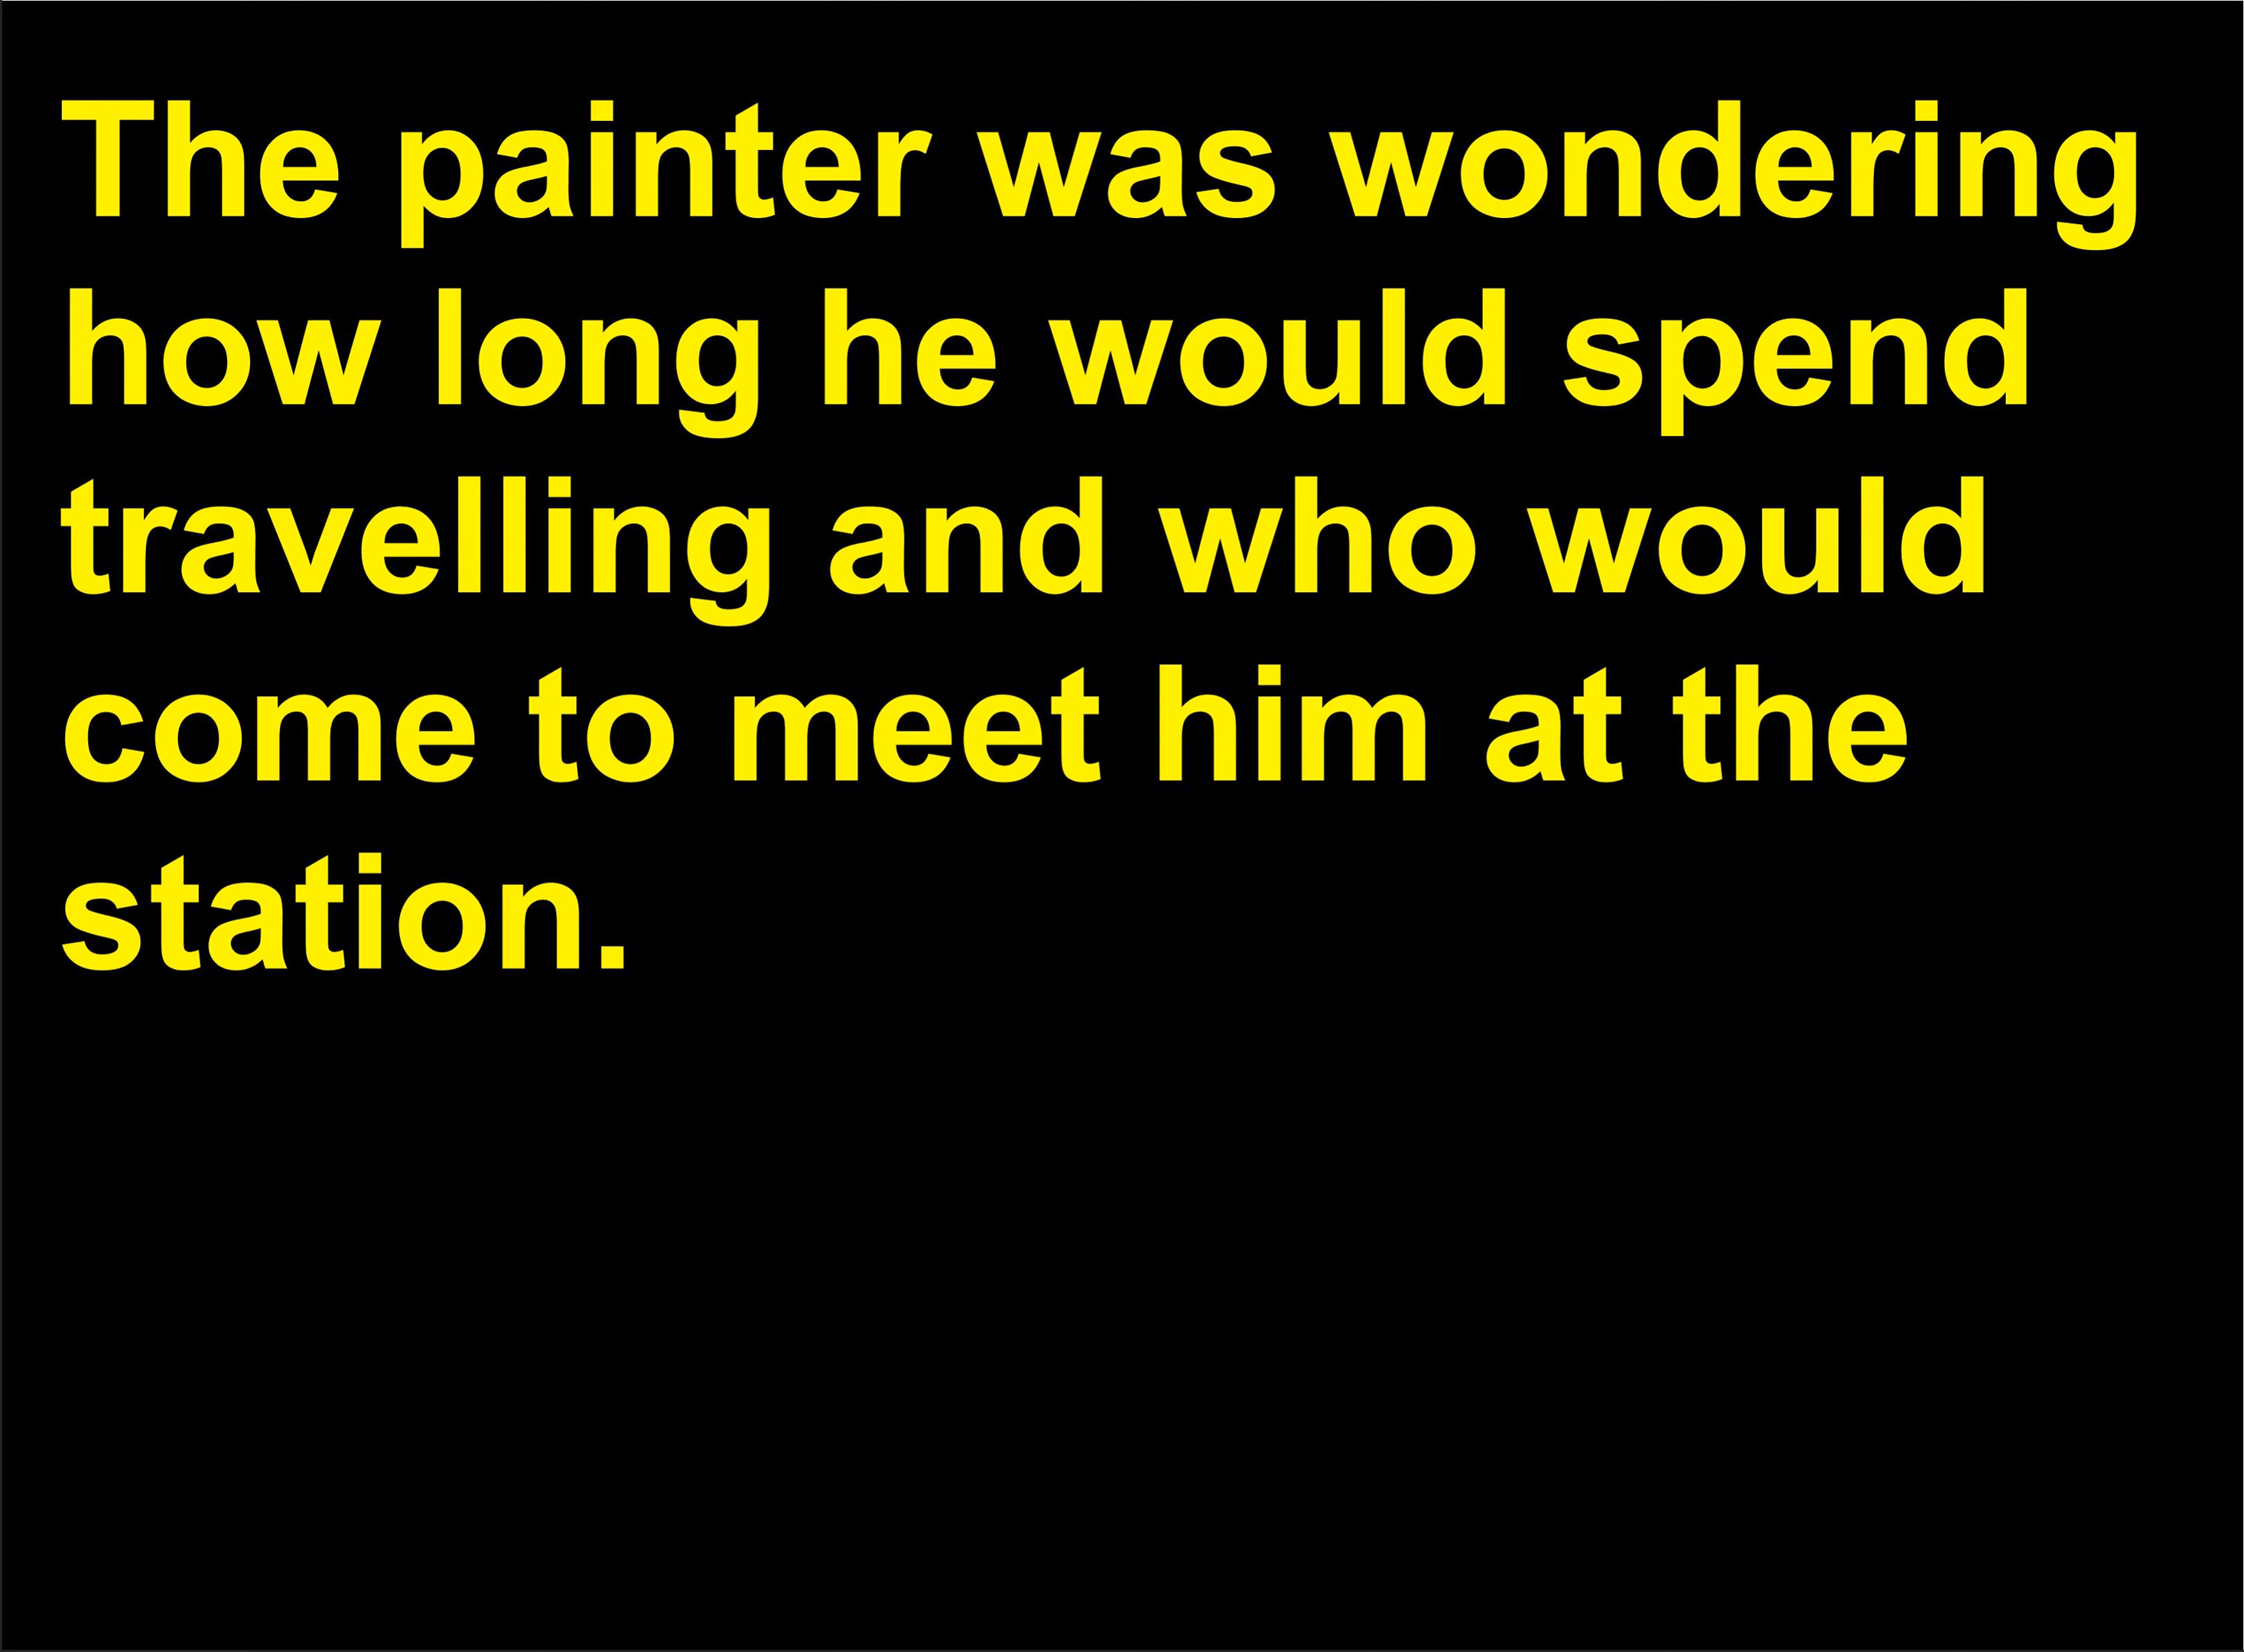 The painter was wondering
how long he would spend
travelling and who would
come to meet him at the
station.